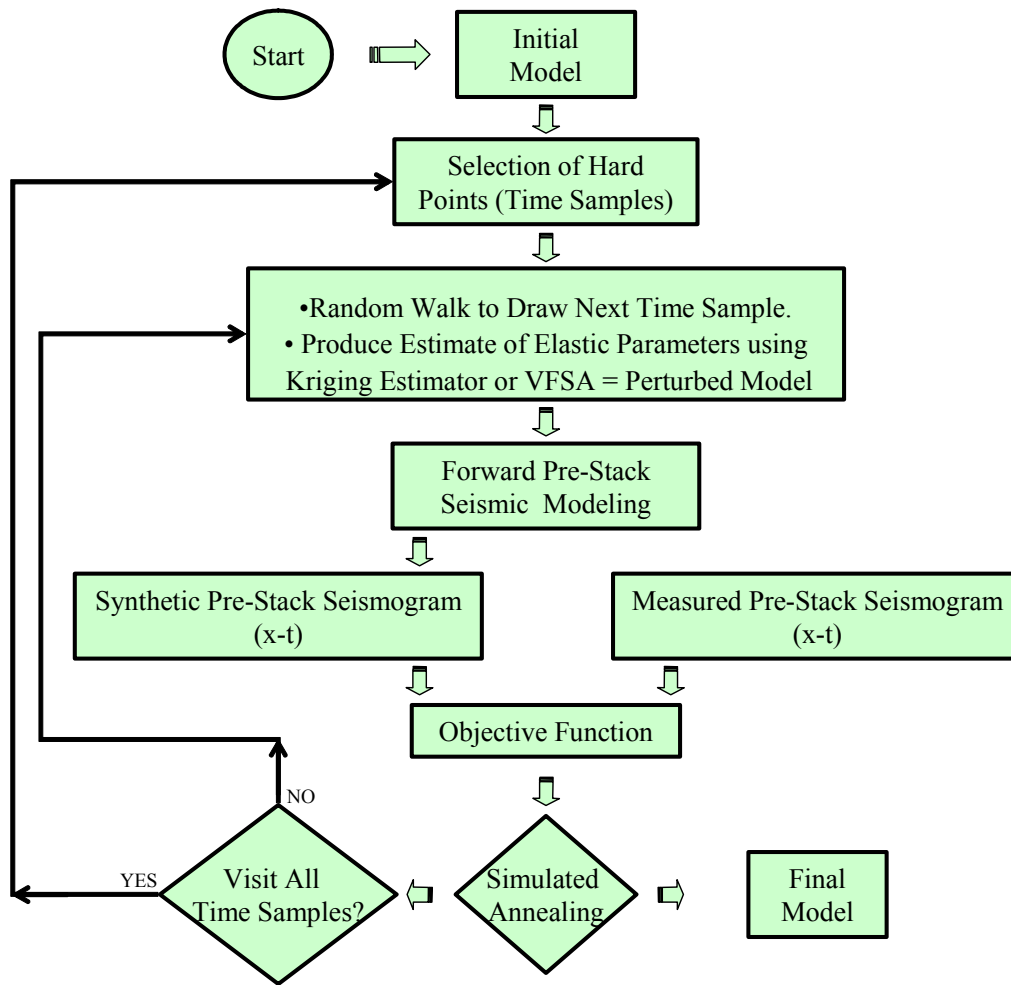 Start
Initial
Model
Selection of Hard
Points (Time Samples)
•Random Walk to Draw Next Time Sample.
• Produce Estimate of Elastic Parameters using
Kriging Estimator or VFSA = Perturbed Model
Forward Pre-Stack
Seismic Modeling
Synthetic Pre-Stack Seismogram
(x-t)
Measured Pre-Stack Seismogram
(x-t)
Objective Function
NO
YES
Visit All
Time Samples?
Simulated
Annealing
Final
Model